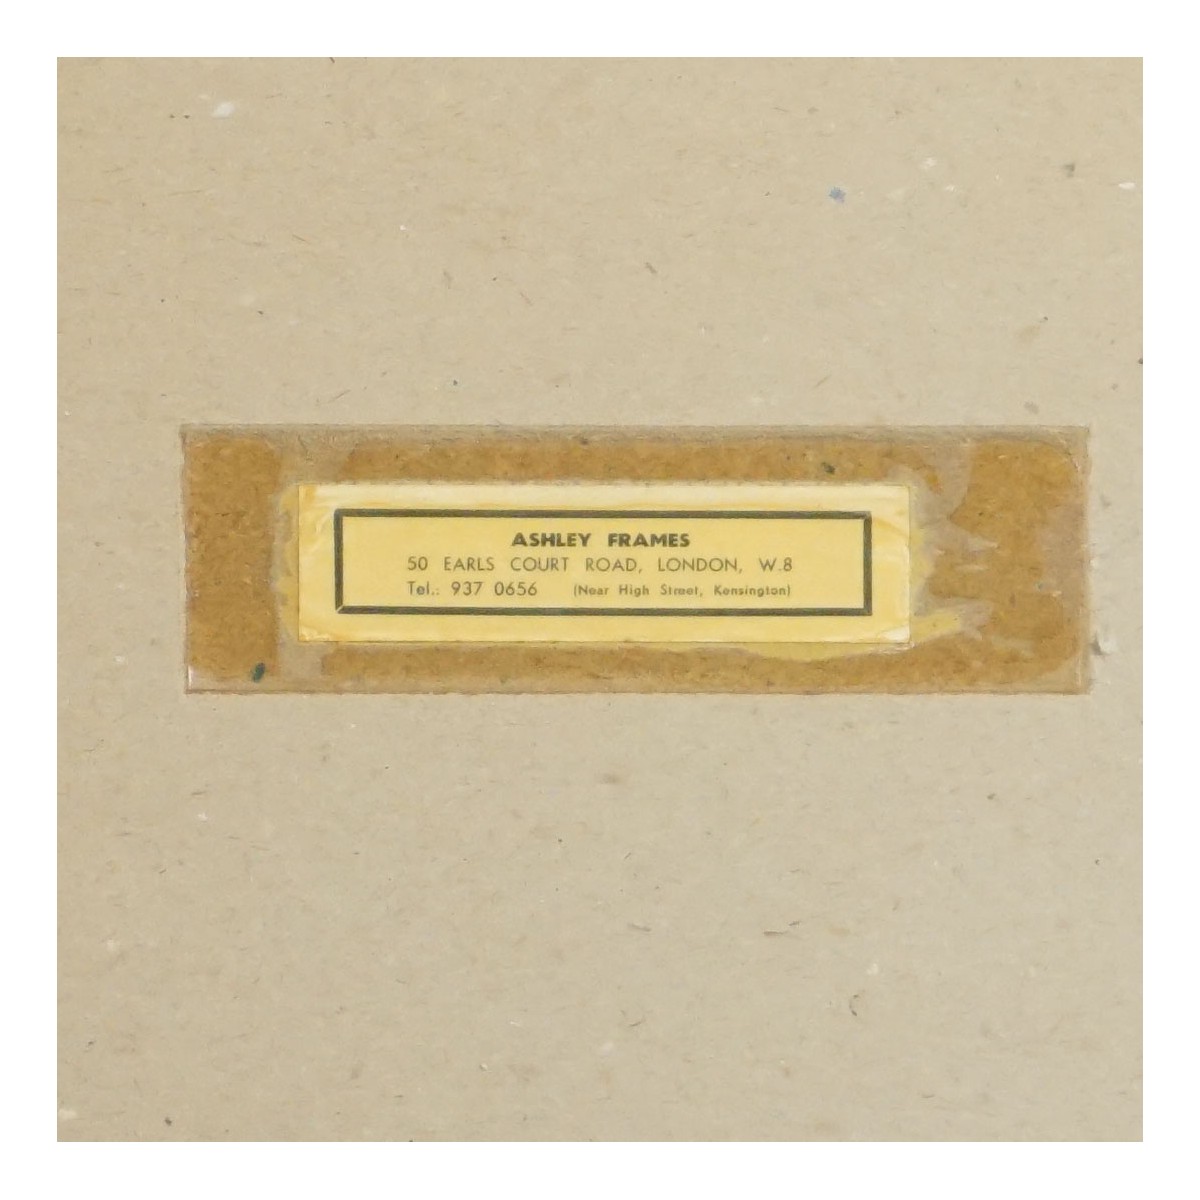 ASHLEY FRAMES
50 EARLS COURT ROAD, LONDON, W.8
Tel.: 937 0656 (Near High Street, Kensington)